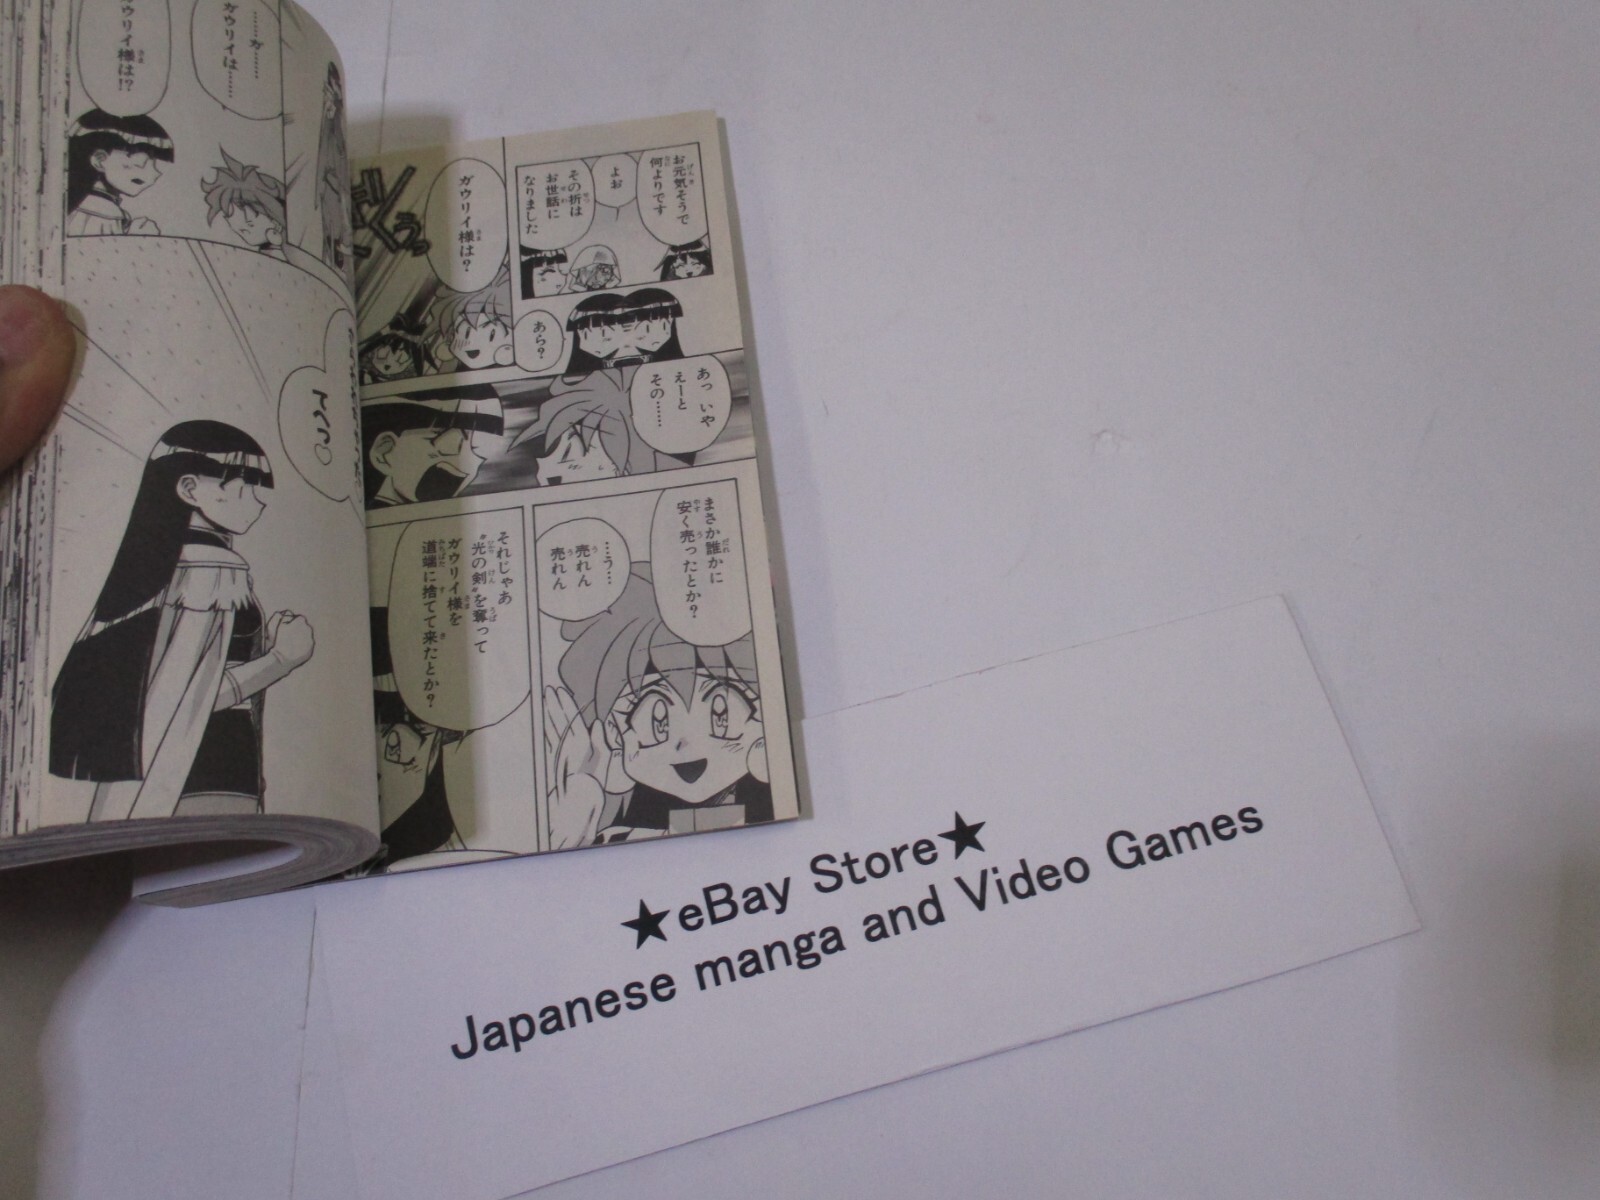 お元気そうで
何よりです
よお
その折は
お世話に
なりました
あら？
ガウリイ様は？
あっ いや
えーと
その……
まさか誰かに
安く売ったとか？
…う…
売れん
売れん
それじゃあ
“光の剣”を奪って
ガウリイ様を
道端に捨てて来たとか？
……ガ……
ガウリイは……
ガウリイ様は!?
★eBay Store★
Japanese manga and Video Games